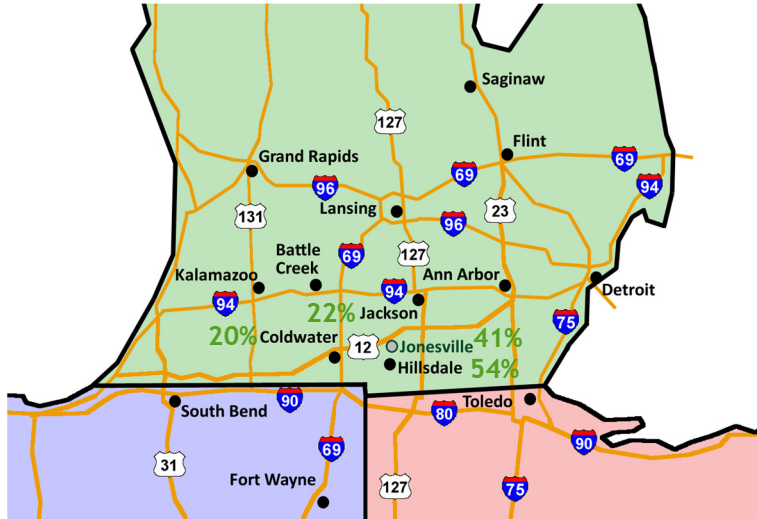 Saginaw
127
Flint
69
Grand Rapids
69
94
96
Lansing
131
23
96
Battle
Creek
69
127
Kalamazoo
94
Ann Arbor
Detroit
94
22%
Jackson
75
20%
Coldwater
12
Jonesville
41%
Hillsdale
54%
South Bend
90
80
Toledo
90
31
69
Fort Wayne
127
75